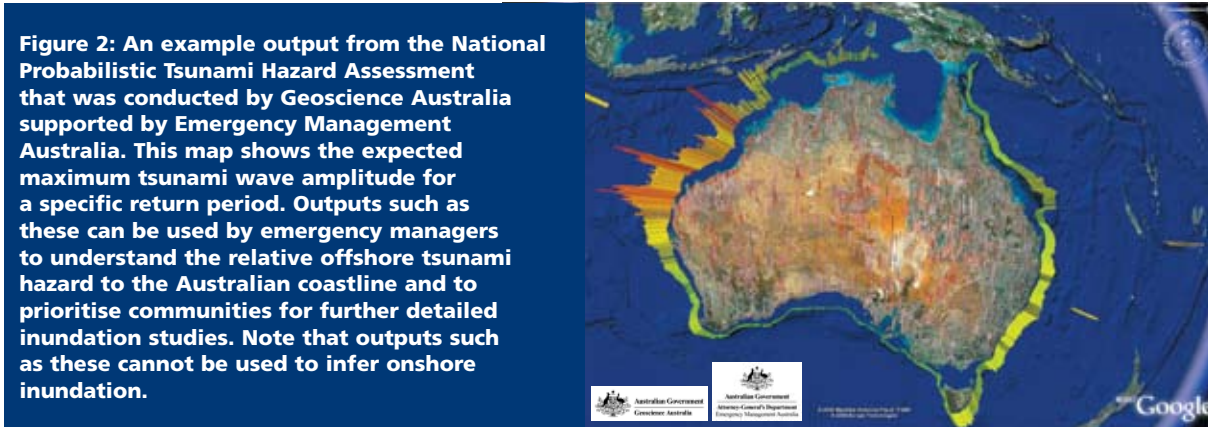 Figure 2: An example output from the National
Probabilistic Tsunami Hazard Assessment
that was conducted by Geoscience Australia
supported by Emergency Management
Australia. This map shows the expected
maximum tsunami wave amplitude for
a specific return period. Outputs such as
these can be used by emergency managers
to understand the relative offshore tsunami
hazard to the Australian coastline and to
prioritise communities for further detailed
inundation studies. Note that outputs such
as these cannot be used to infer onshore
inundation.
Australian Government
Geoscience Australia
Australian Government
Attorney-General's Department
Emergency Management Australia
Google